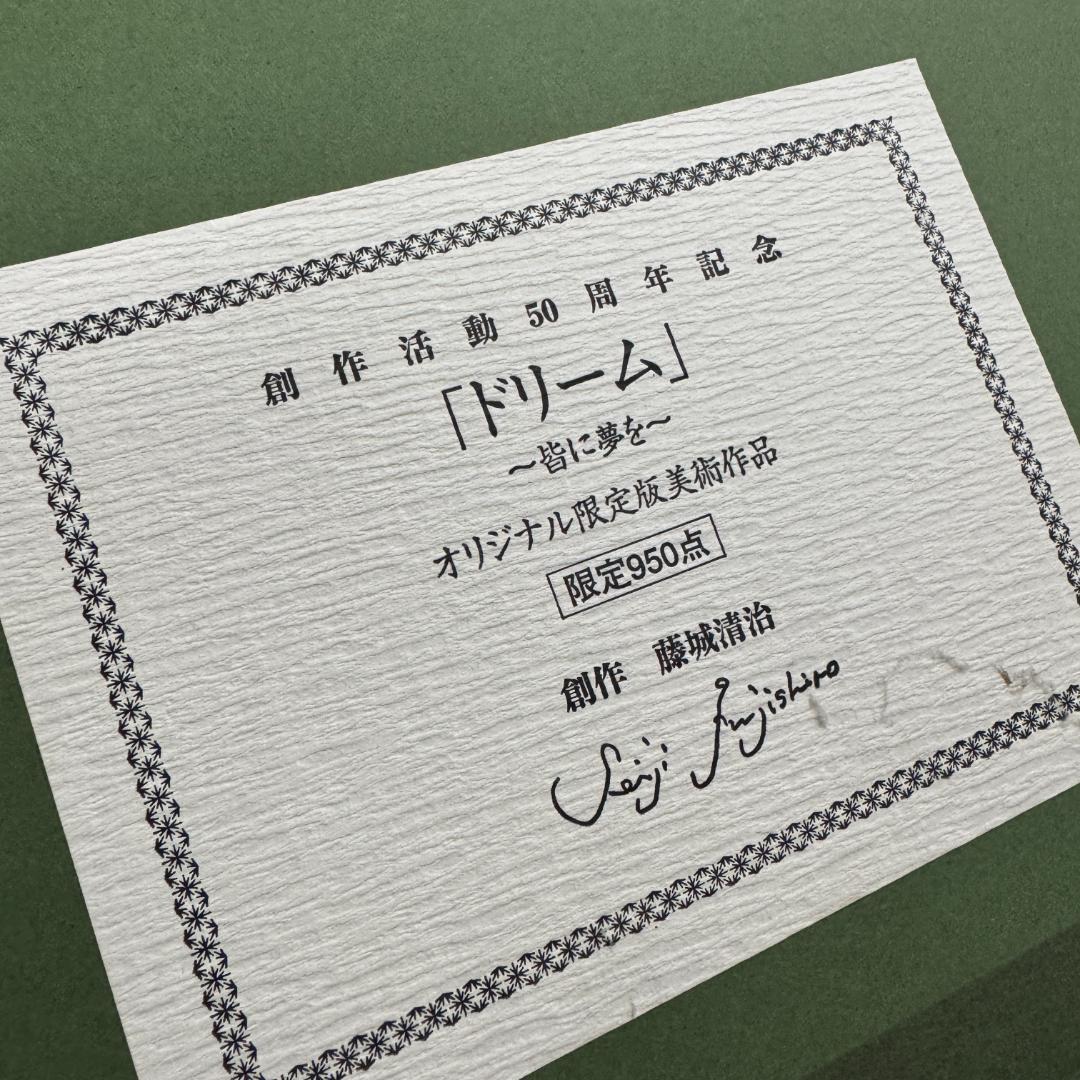 創作活動50周年記念
「ドリーム」
～皆に夢を～
オリジナル限定版美術作品
限定950点
創作 藤城清治
Seiji Fujishiro